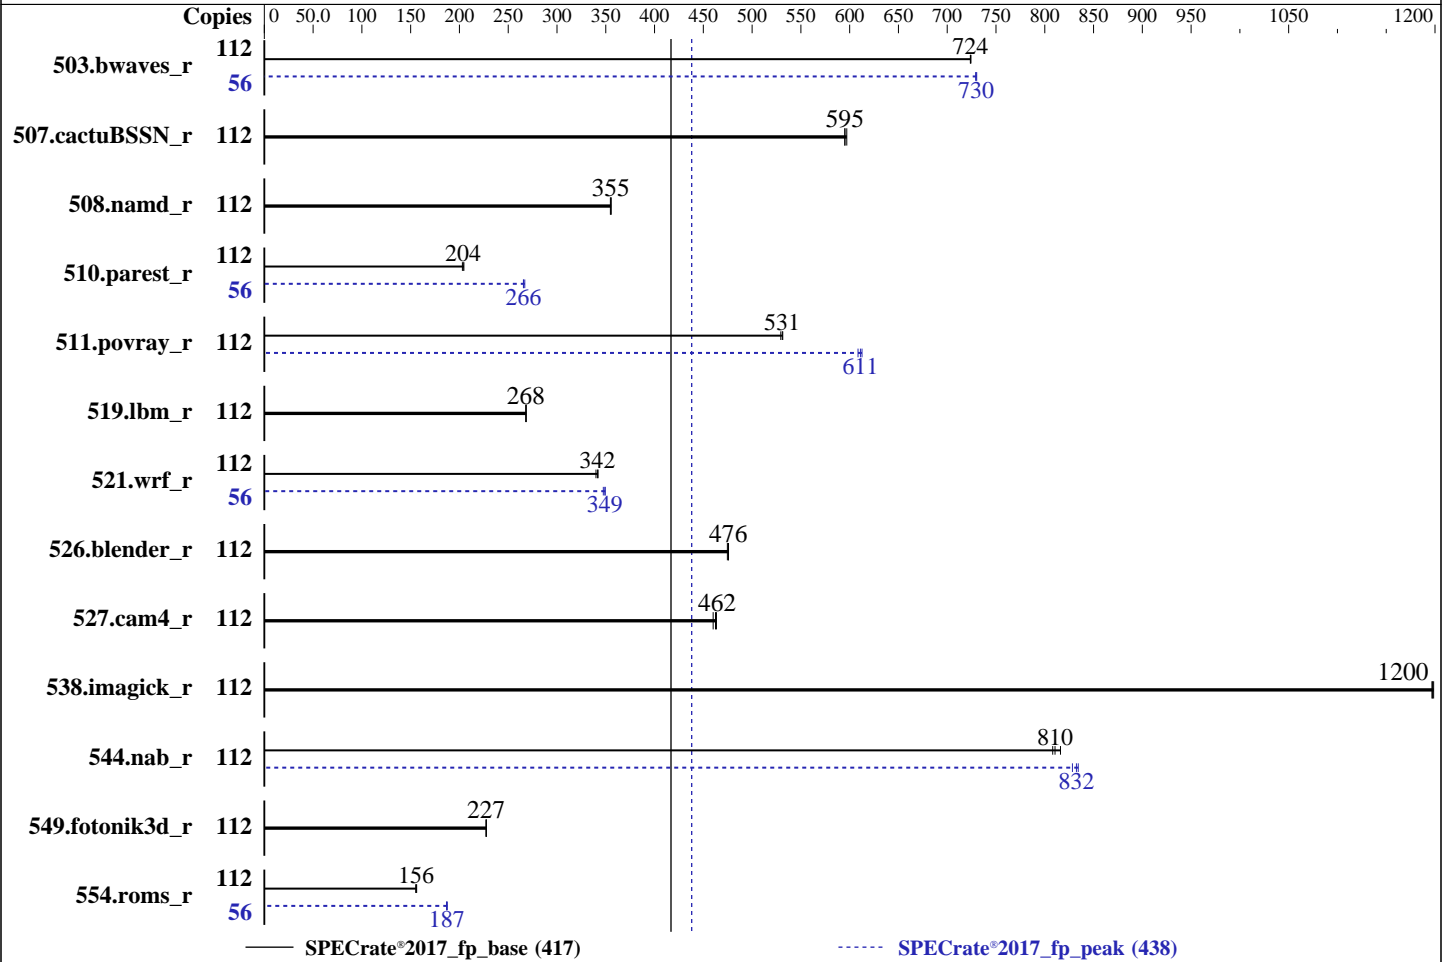 Copies 0 50.0 100 150 200 250 300 350 400 450 500 550 600 650 700 750 800 850 900 950 1050 1200
503.bwaves_r 112 724
56 730
507.cactuBSSN_r 112 595
508.namd_r 112 355
510.parest_r 112 204
56 266
511.povray_r 112 531
611
519.lbm_r 112 268
521.wrf_r 112 342
56 349
526.blender_r 112 476
527.cam4_r 112 462
538.imagick_r 112 1200
544.nab_r 112 810
832
549.fotonik3d_r 112 227
554.roms_r 112 156
56 187
SPECrate®2017_fp_base (417) SPECrate®2017_fp_peak (438)